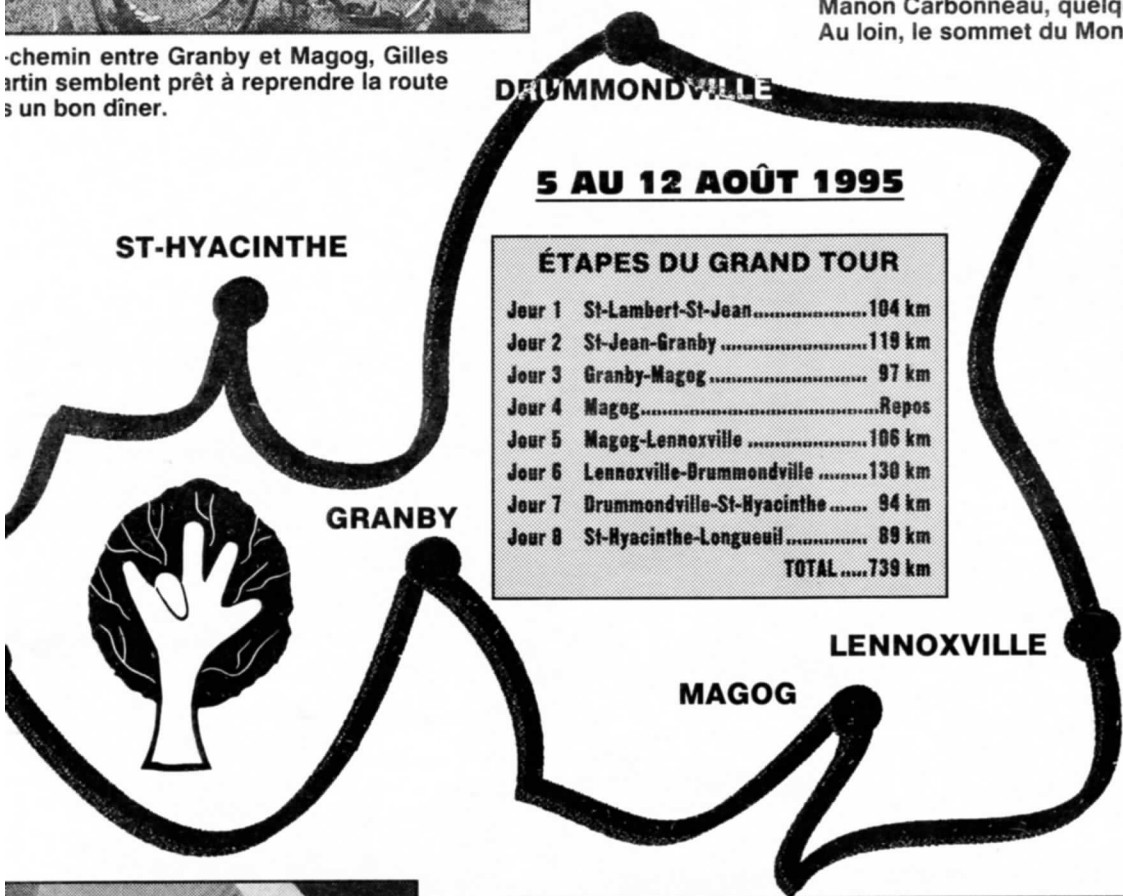 -chemin entre Granby et Magog, Gilles
artin semblent prêt à reprendre la route
s un bon dîner.
Manon Carbonneau, quelq
Au loin, le sommet du Mon
DRUMMONDVILLE
5 AU 12 AOÛT 1995
ST-HYACINTHE
ÉTAPES DU GRAND TOUR
Jour 1 St-Lambert-St-Jean.....................104 km
Jour 2 St-Jean-Granby ...........................119 km
Jour 3 Granby-Magog ............................ 97 km
Jour 4 Magog..........................................Repos
Jour 5 Magog-Lennoxville .....................106 km
Jour 6 Lennoxville-Drummondville .........130 km
Jour 7 Drummondville-St-Hyacinthe ....... 94 km
Jour 8 St-Hyacinthe-Longueuil............... 89 km
TOTAL .....739 km
GRANBY
LENNOXVILLE
MAGOG